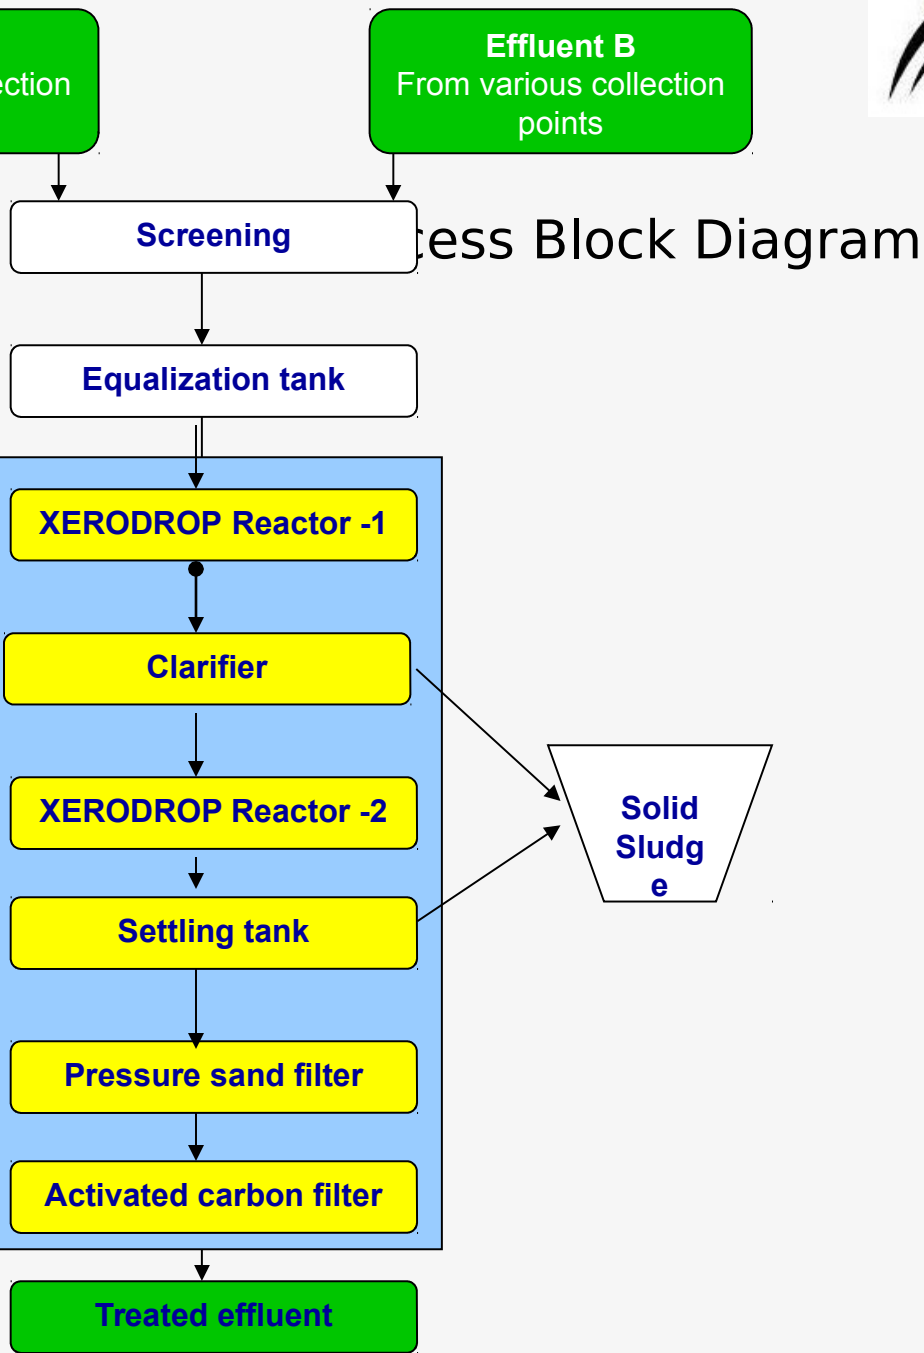 Effluent B
ection
From various collection
points
Screening
cess Block Diagram
Equalization tank
XERODROP Reactor -1
Clarifier
XERODROP Reactor -2
Solid
Sludg
e
Settling tank
Pressure sand filter
Activated carbon filter
Treated effluent